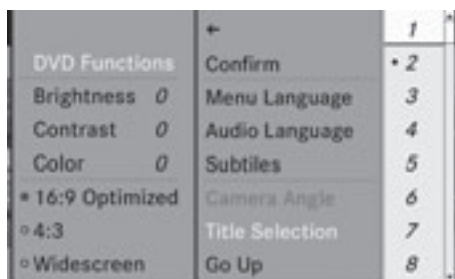 DVD Functions
Brightness 0
Contrast 0
Color 0
16:9 Optimized
4:3
Widescreen
←
Confirm
Menu Language
Audio Language
Subtiles
Camera Angle
Title Selection
Go Up
1
• 2
3
4
5
6
7
8